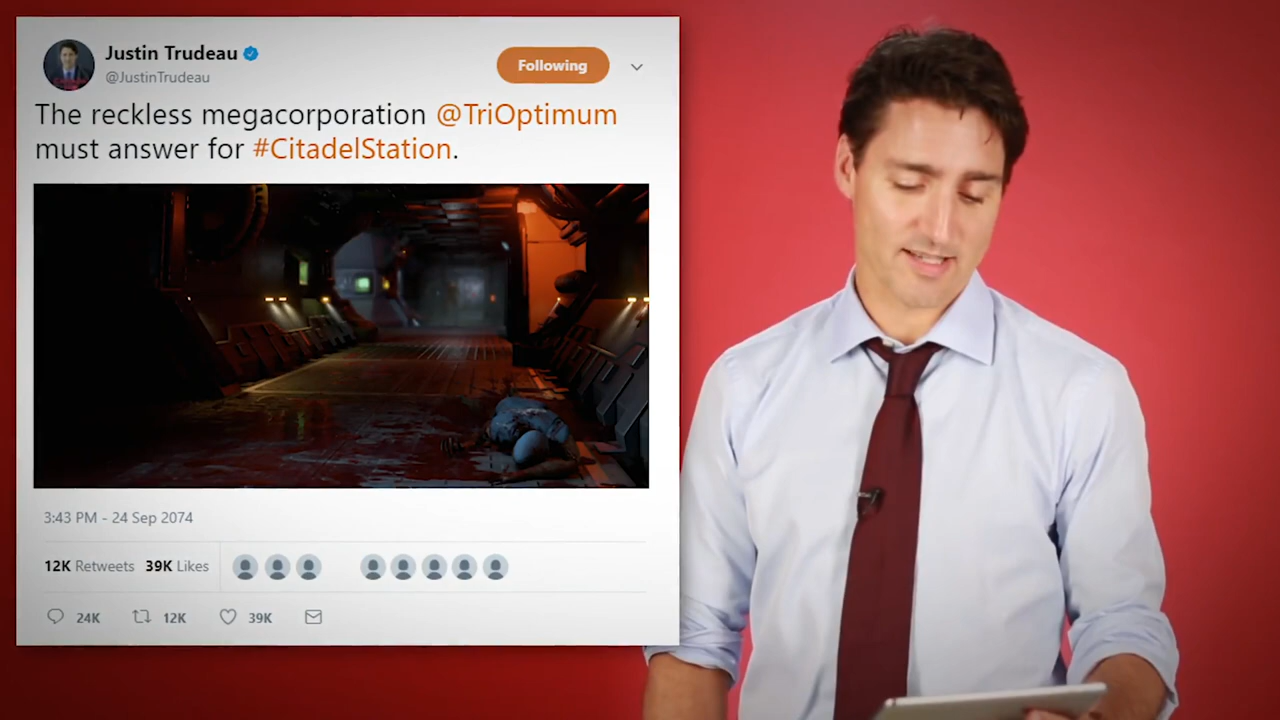 Justin Trudeau
@JustinTrudeau
Following
The reckless megacorporation @TriOptimum
must answer for #CitadelStation.
3:43 PM - 24 Sep 2074
12K Retweets 39K Likes
24K 12K 39K